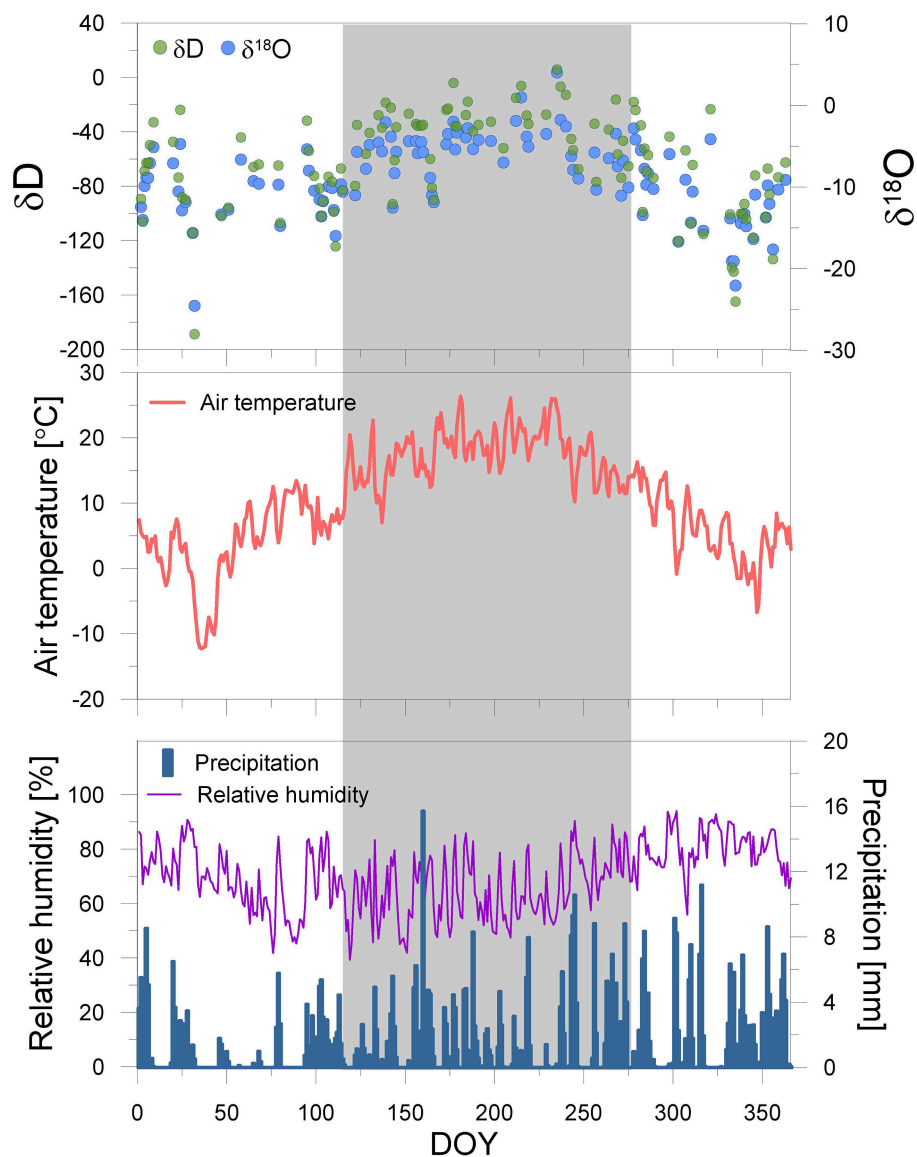 40
0
-40
-80
-120
-160
-200
δD
δD δ¹⁸O
10
0
-10
-20
-30
δ¹⁸O
30
20
10
0
-10
-20
Air temperature [°C]
Air temperature
100
80
60
40
20
0
Relative humidity [%]
Precipitation
Relative humidity
20
16
12
8
4
0
Precipitation [mm]
0 50 100 150 200 250 300 350
DOY